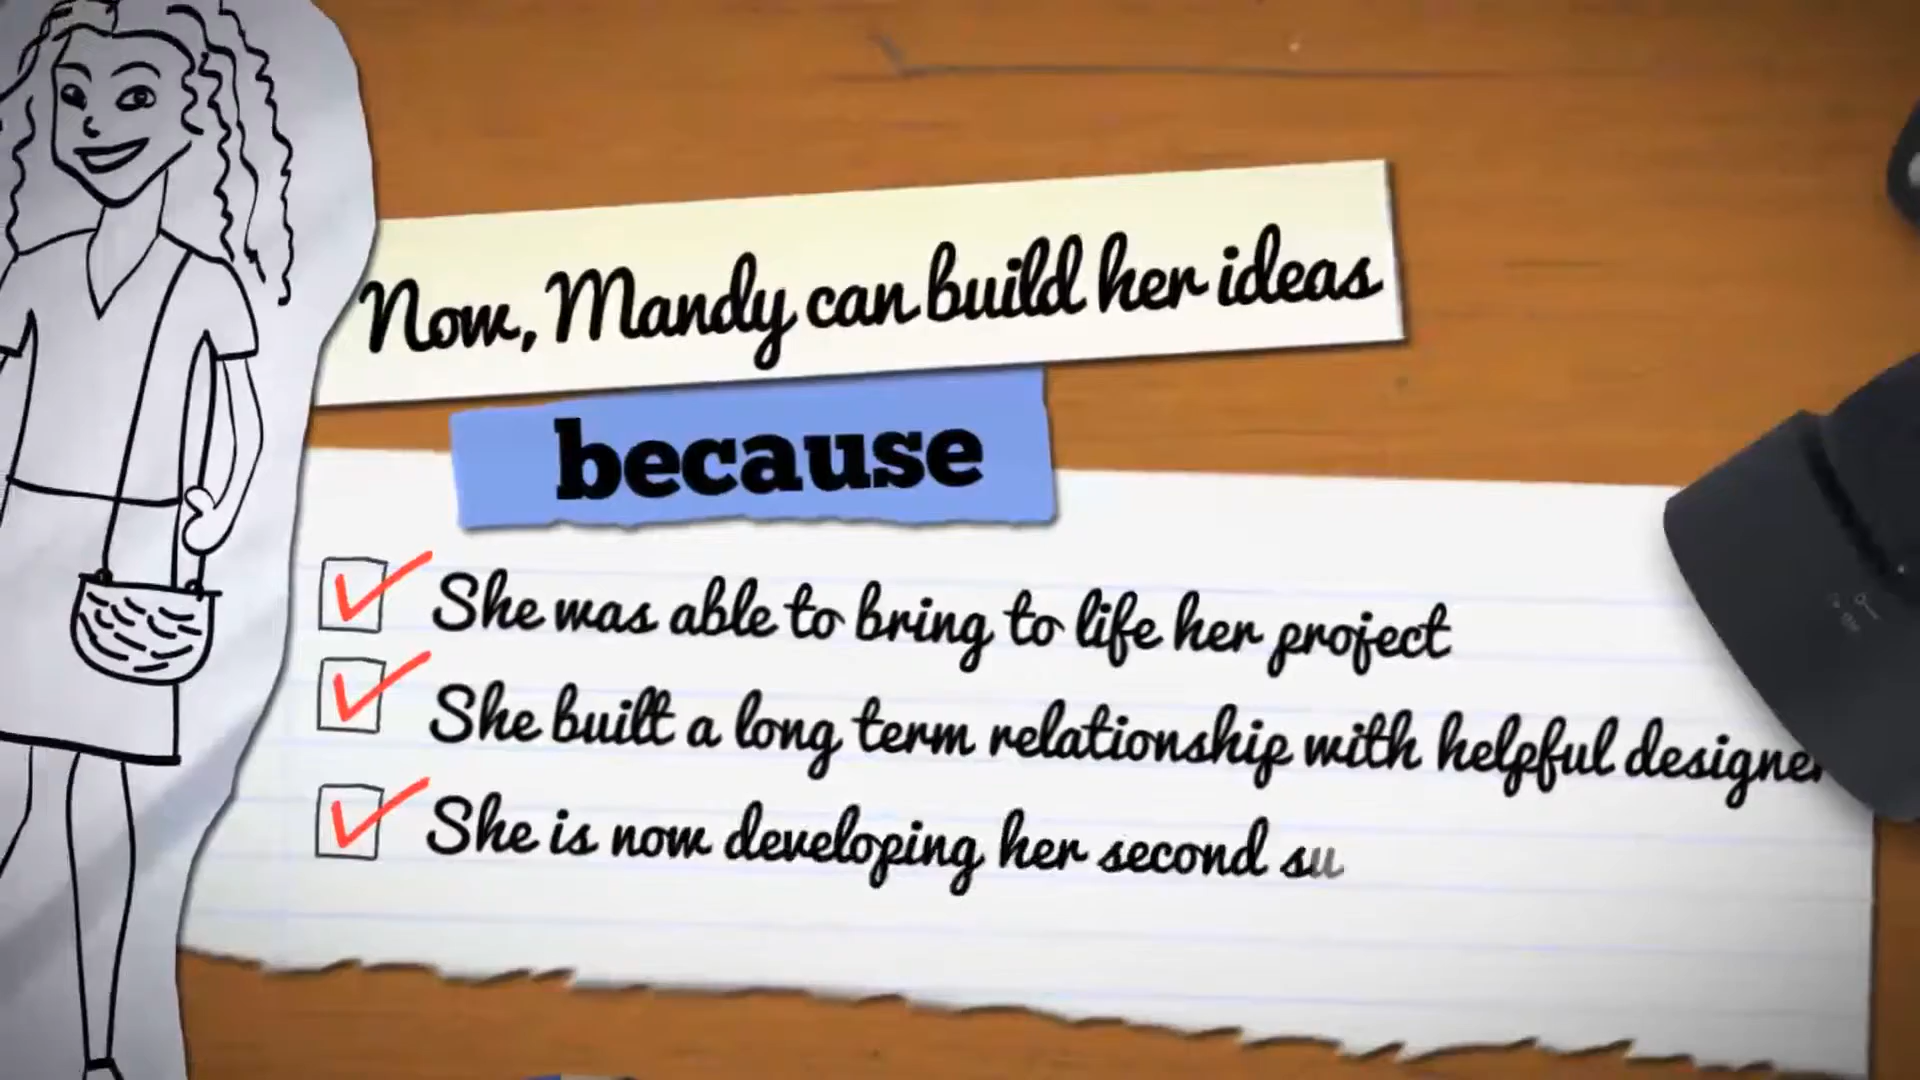 Now, Mandy can build her ideas
because
She was able to bring to life her project
She built a long term relationship with helpful designer
She is now developing her second su